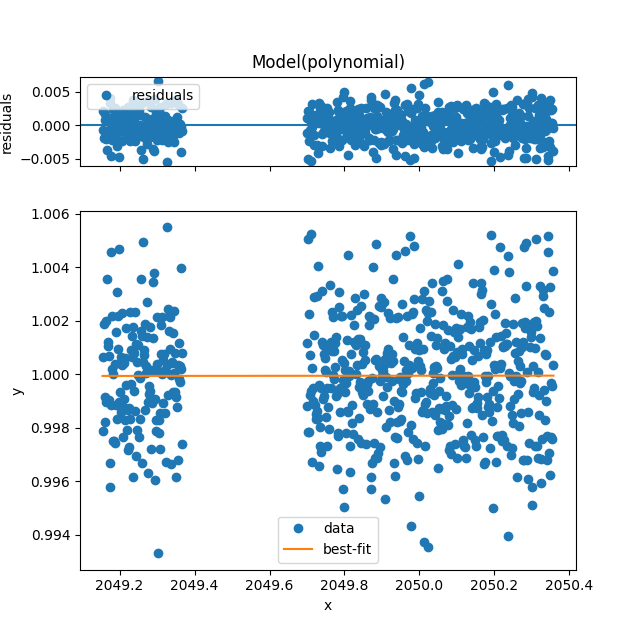 Model(polynomial)
residuals
0.005
0.000
−0.005
residuals
1.006
1.004
1.002
1.000
0.998
0.996
0.994
y
data
best-fit
2049.2 2049.4 2049.6 2049.8 2050.0 2050.2 2050.4
x